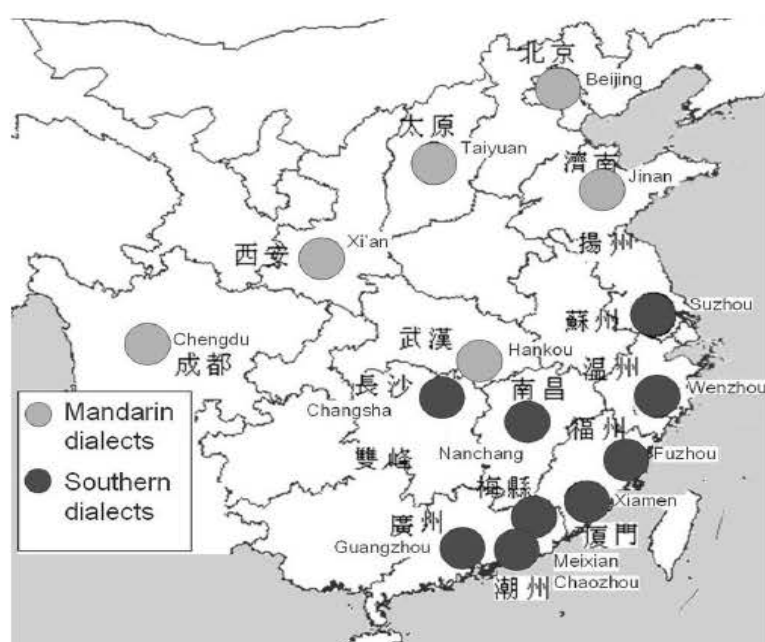 北京
Beijing
太原
Taiyuan
濟南
Jinan
揚州
西安
Xi'an
蘇州
Suzhou
Chengdu
成都
武漢
Hankou
温州
Wenzhou
長沙
Changsha
南昌
Nanchang
福州
Fuzhou
雙峰
梅縣
Xiamen
廈門
廣州
Guangzhou
Meixian
Chaozhou
潮州
Mandarin
dialects
Southern
dialects